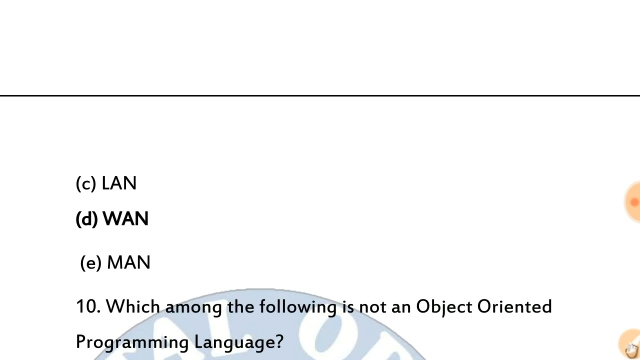 (c) LAN
(d) WAN
(e) MAN
10. Which among the following is not an Object Oriented
Programming Language?